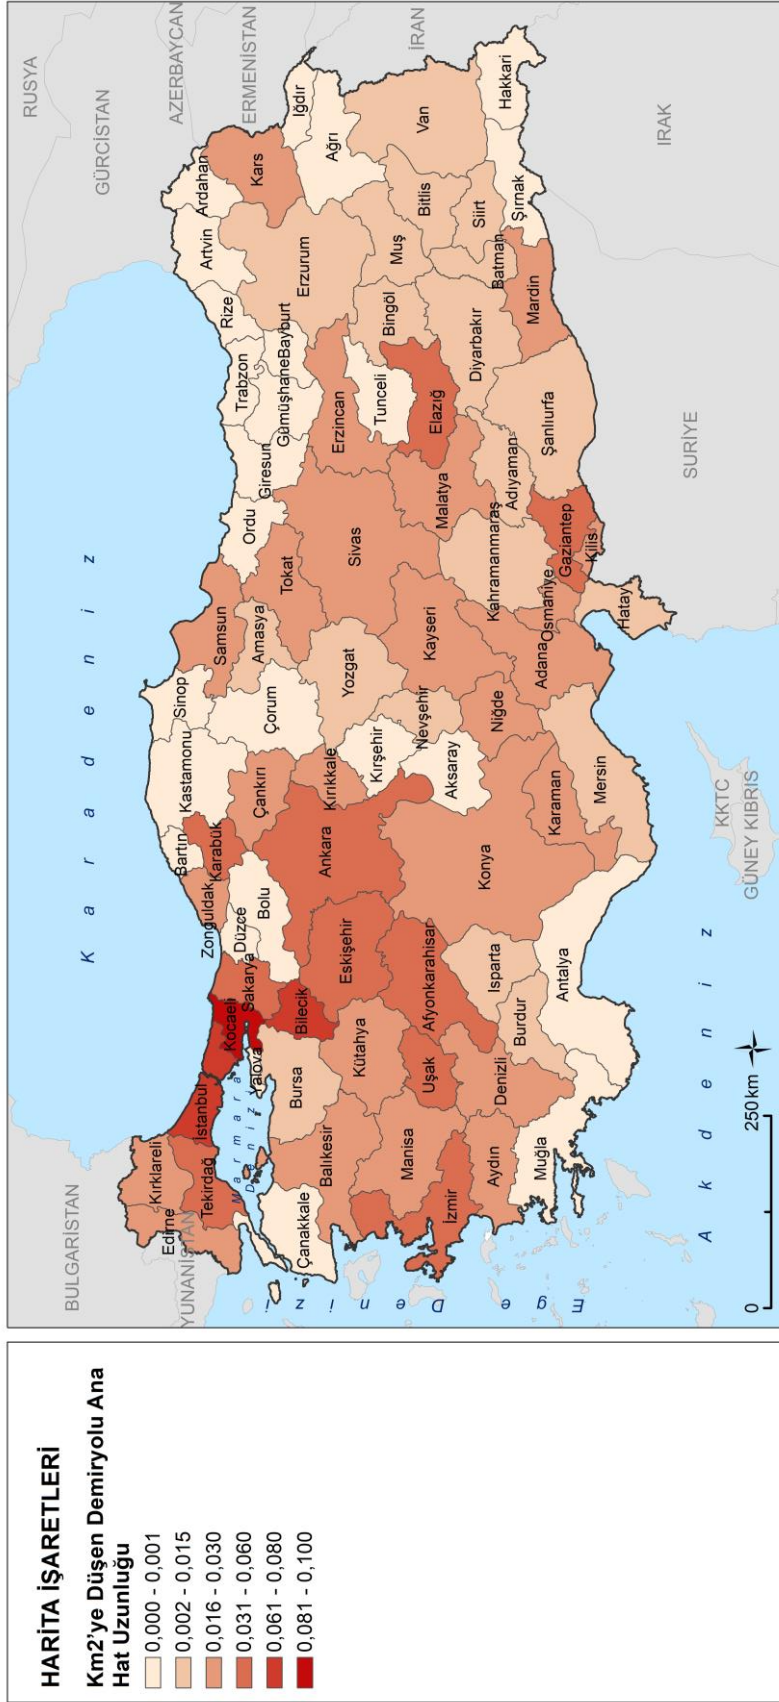 HARİTA İŞARETLERİ
Km2'ye Düşen Demiryolu Ana
Hat Uzunluğu
0,000 - 0,001
0,002 - 0,015
0,016 - 0,030
0,031 - 0,060
0,061 - 0,080
0,081 - 0,100
BULGARİSTAN
YUNANİSTAN
RUSYA
GÜRCİSTAN
AZERBAYCAN
ERMENİSTAN
İRAN
IRAK
SURİYE
KKTC
GÜNEY KIBRIS
Karadeniz
Marmara
Denizi
Ege Denizi
Akdeniz
Edirne
Kırklareli
Tekirdağ
İstanbul
Kocaeli
Yalova
Sakarya
Düzce
Bolu
Zonguldak
Bartın
Karabük
Kastamonu
Sinop
Çankırı
Çorum
Samsun
Amasya
Tokat
Ordu
Giresun
Gümüşhane
Trabzon
Bayburt
Rize
Artvin
Ardahan
Kars
Iğdır
Ağrı
Erzurum
Erzincan
Tunceli
Bingöl
Muş
Bitlis
Van
Hakkari
Şırnak
Siirt
Batman
Mardin
Diyarbakır
Elazığ
Malatya
Adıyaman
Şanlıurfa
Gaziantep
Kilis
Kahramanmaraş
Osmaniye
Hatay
Adana
Mersin
Karaman
Niğde
Kayseri
Sivas
Yozgat
Nevşehir
Kırşehir
Aksaray
Kırıkkale
Ankara
Konya
Eskişehir
Bilecik
Bursa
Kütahya
Afyonkarahisar
Uşak
Isparta
Burdur
Antalya
Denizli
Muğla
Aydın
İzmir
Manisa
Balıkesir
Çanakkale
0
250 km